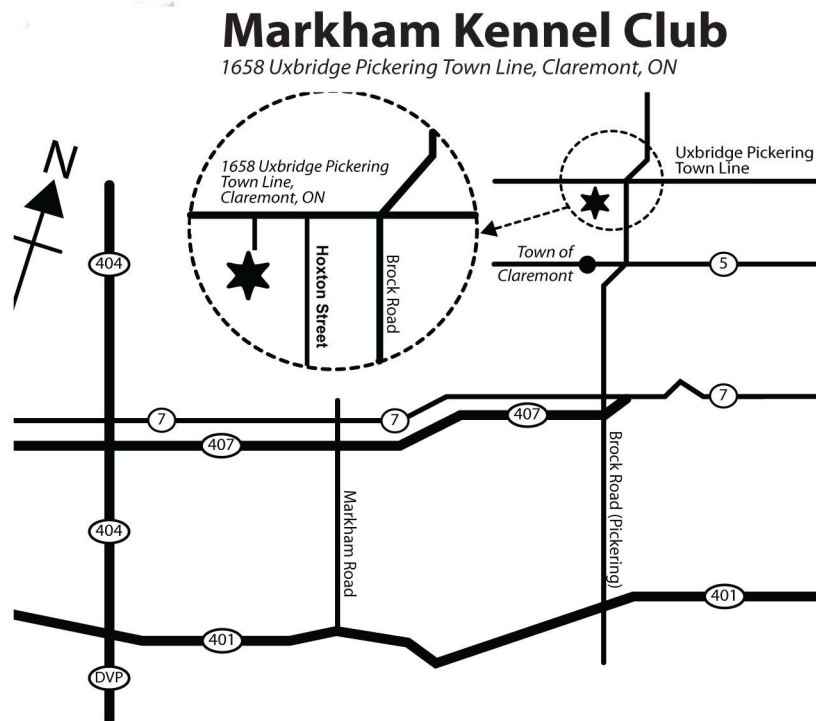 Markham Kennel Club
1658 Uxbridge Pickering Town Line, Claremont, ON
N
1658 Uxbridge Pickering
Town Line,
Claremont, ON
Hoxton Street
Brock Road
Uxbridge Pickering
Town Line
Town of
Claremont
5
404
7
7
407
407
7
Markham Road
Brock Road (Pickering)
404
401
401
DVP